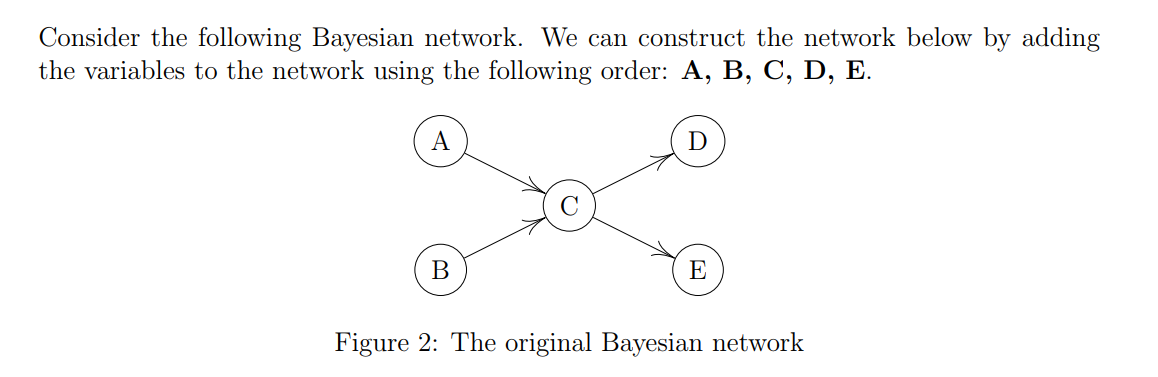 Consider the following Bayesian network. We can construct the network below by adding
the variables to the network using the following order: A, B, C, D, E.
A
D
C
B
E
Figure 2: The original Bayesian network